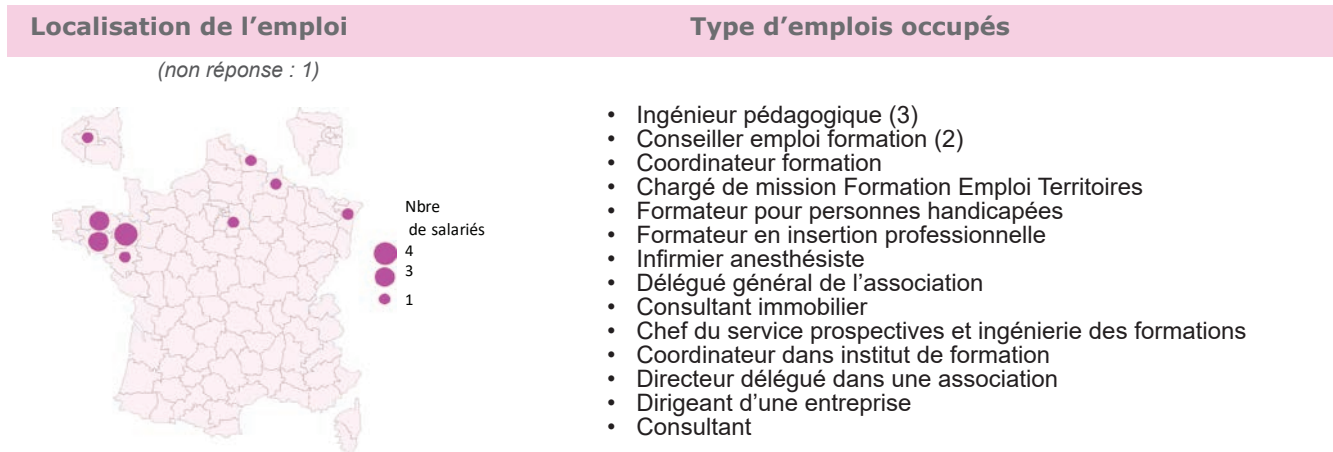 Localisation de l’emploi
(non réponse : 1)
Nbre
de salariés
4
3
1
Type d’emplois occupés
• Ingénieur pédagogique (3)
• Conseiller emploi formation (2)
• Coordinateur formation
• Chargé de mission Formation Emploi Territoires
• Formateur pour personnes handicapées
• Formateur en insertion professionnelle
• Infirmier anesthésiste
• Délégué général de l’association
• Consultant immobilier
• Chef du service prospectives et ingénierie des formations
• Coordinateur dans institut de formation
• Directeur délégué dans une association
• Dirigeant d’une entreprise
• Consultant